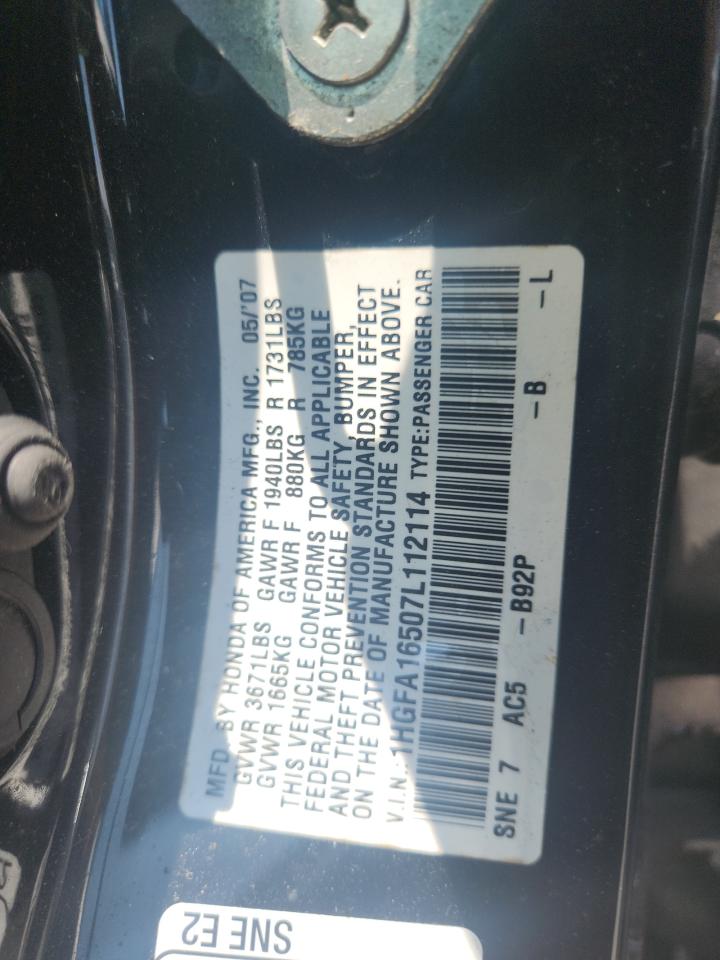 MFD. BY HONDA OF AMERICA MFG., INC. 05/'07
GVWR 3671LBS GAWR F 1940LBS R 1731LBS
GVWR 1665KG GAWR F 880KG R 785KG
THIS VEHICLE CONFORMS TO ALL APPLICABLE
FEDERAL MOTOR VEHICLE SAFETY, BUMPER,
AND THEFT PREVENTION STANDARDS IN EFFECT
ON THE DATE OF MANUFACTURE SHOWN ABOVE.
V.I.N.: 1HGFA16507L112114 TYPE:PASSENGER CAR
SNE 7 AC5 -B92P -B -L
SNE E2